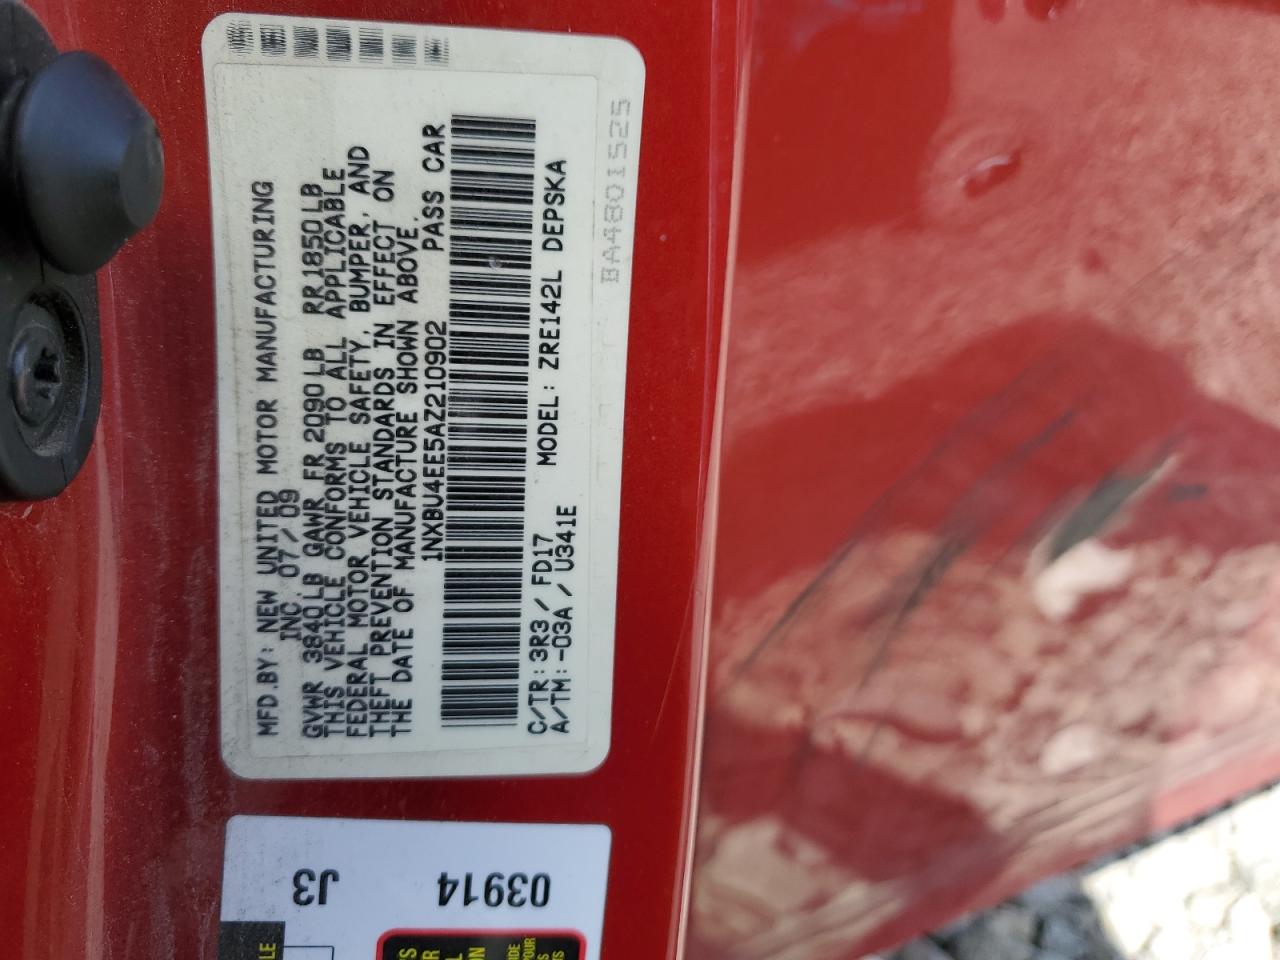 MFD.BY: NEW UNITED MOTOR MANUFACTURING
INC. 07/09
GVWR 3840LB GAWR FR 2090LB RR 1850LB
THIS VEHICLE CONFORMS TO ALL APPLICABLE
FEDERAL MOTOR VEHICLE SAFETY, BUMPER, AND
THEFT PREVENTION STANDARDS IN EFFECT ON
THE DATE OF MANUFACTURE SHOWN ABOVE.
1NXBU4EE5AZ210902 PASS CAR
C/TR: 3R3 / FD17 MODEL: ZRE142L DEPSKA
A/TM: -03A / U341E
BA4801525
J3
03914